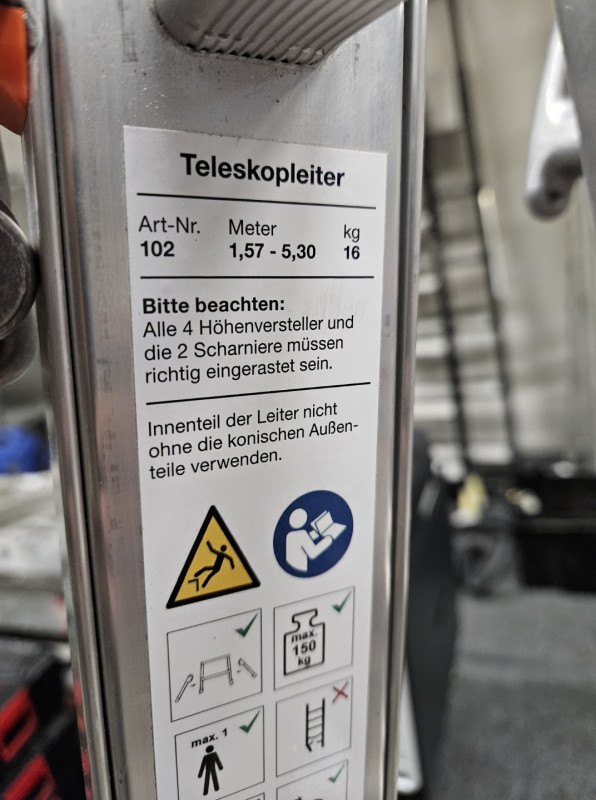 Teleskopleiter
Art-Nr. Meter kg
102 1,57 - 5,30 16
Bitte beachten:
Alle 4 Höhenversteller und
die 2 Scharniere müssen
richtig eingerastet sein.
Innenteil der Leiter nicht
ohne die konischen Außen-
teile verwenden.
max.
150
kg
max. 1